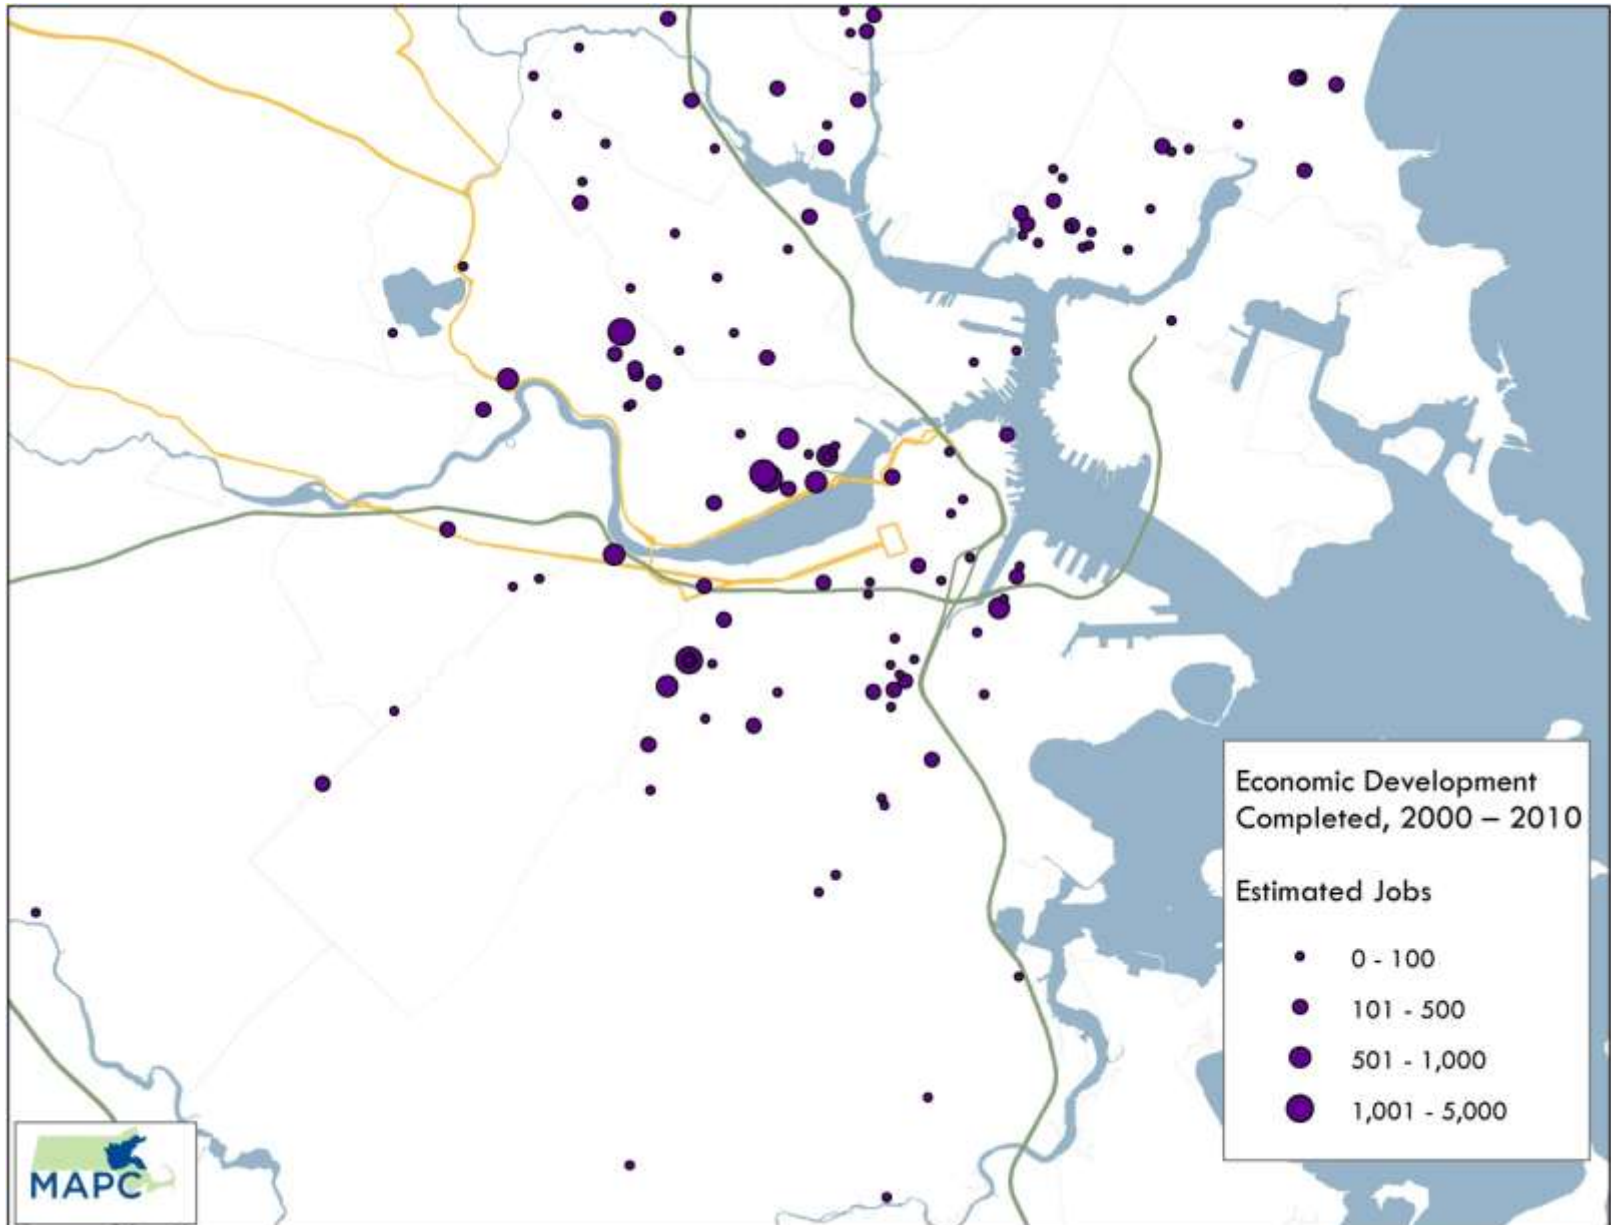 Economic Development
Completed, 2000 – 2010
Estimated Jobs
0 - 100
101 - 500
501 - 1,000
1,001 - 5,000
MAPC